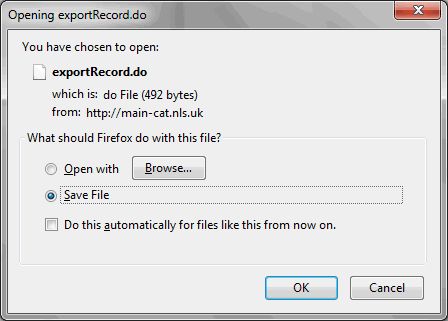 Opening exportRecord.do
You have chosen to open:
exportRecord.do
which is: do File (492 bytes)
from: http://main-cat.nls.uk
What should Firefox do with this file?
Open with
Browse...
Save File
Do this automatically for files like this from now on.
OK
Cancel